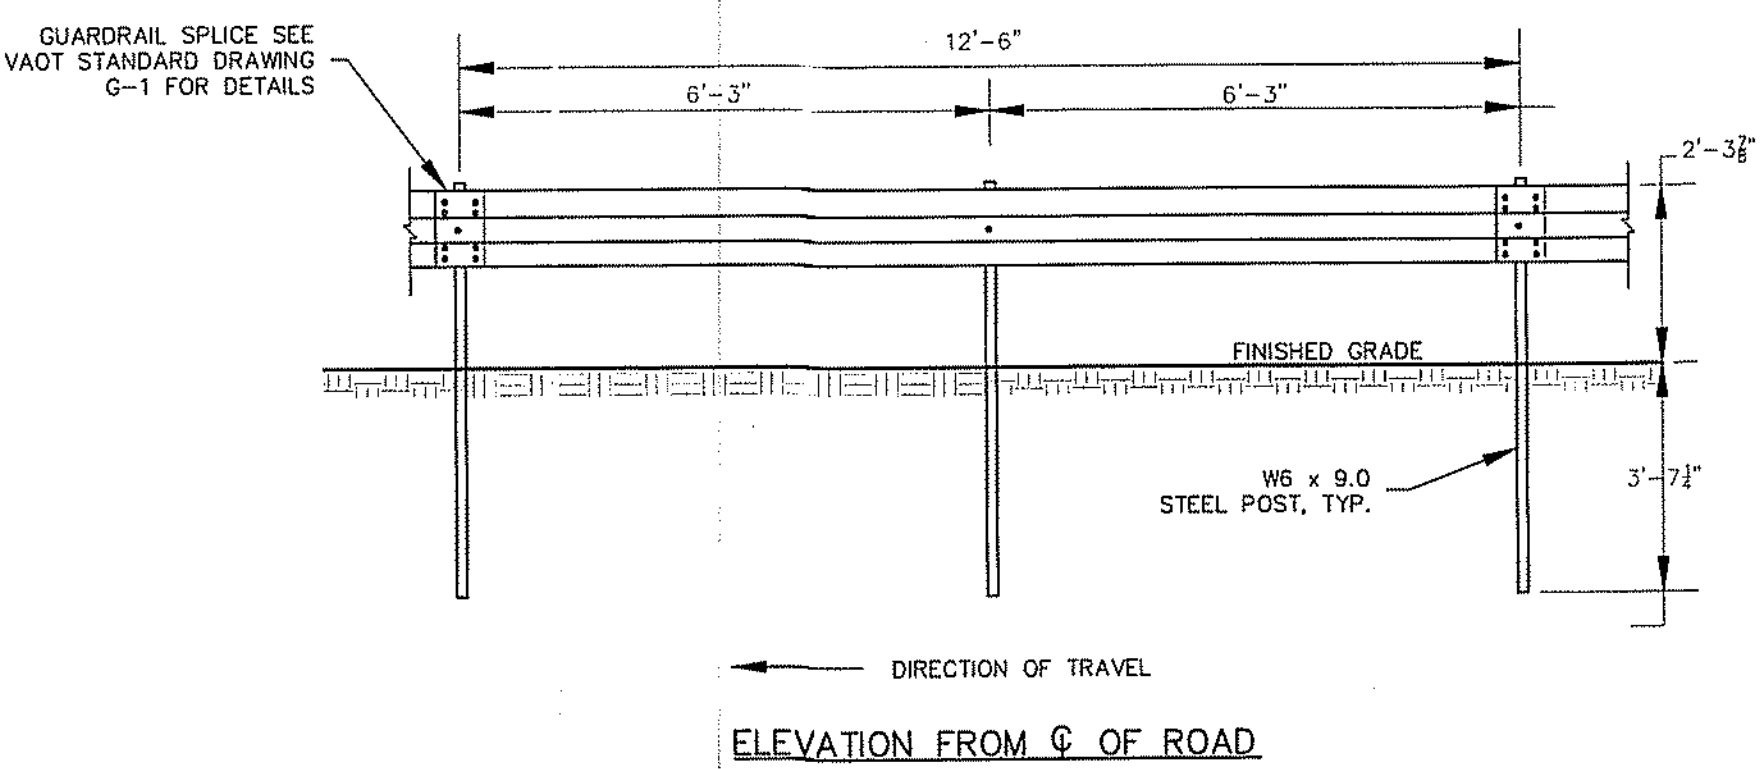 GUARDRAIL SPLICE SEE
VAOT STANDARD DRAWING
G-1 FOR DETAILS
12'-6"
6'-3"
6'-3"
2'-3⅞"
FINISHED GRADE
W6 x 9.0
STEEL POST, TYP.
3'-7¼"
DIRECTION OF TRAVEL
ELEVATION FROM ℄ OF ROAD